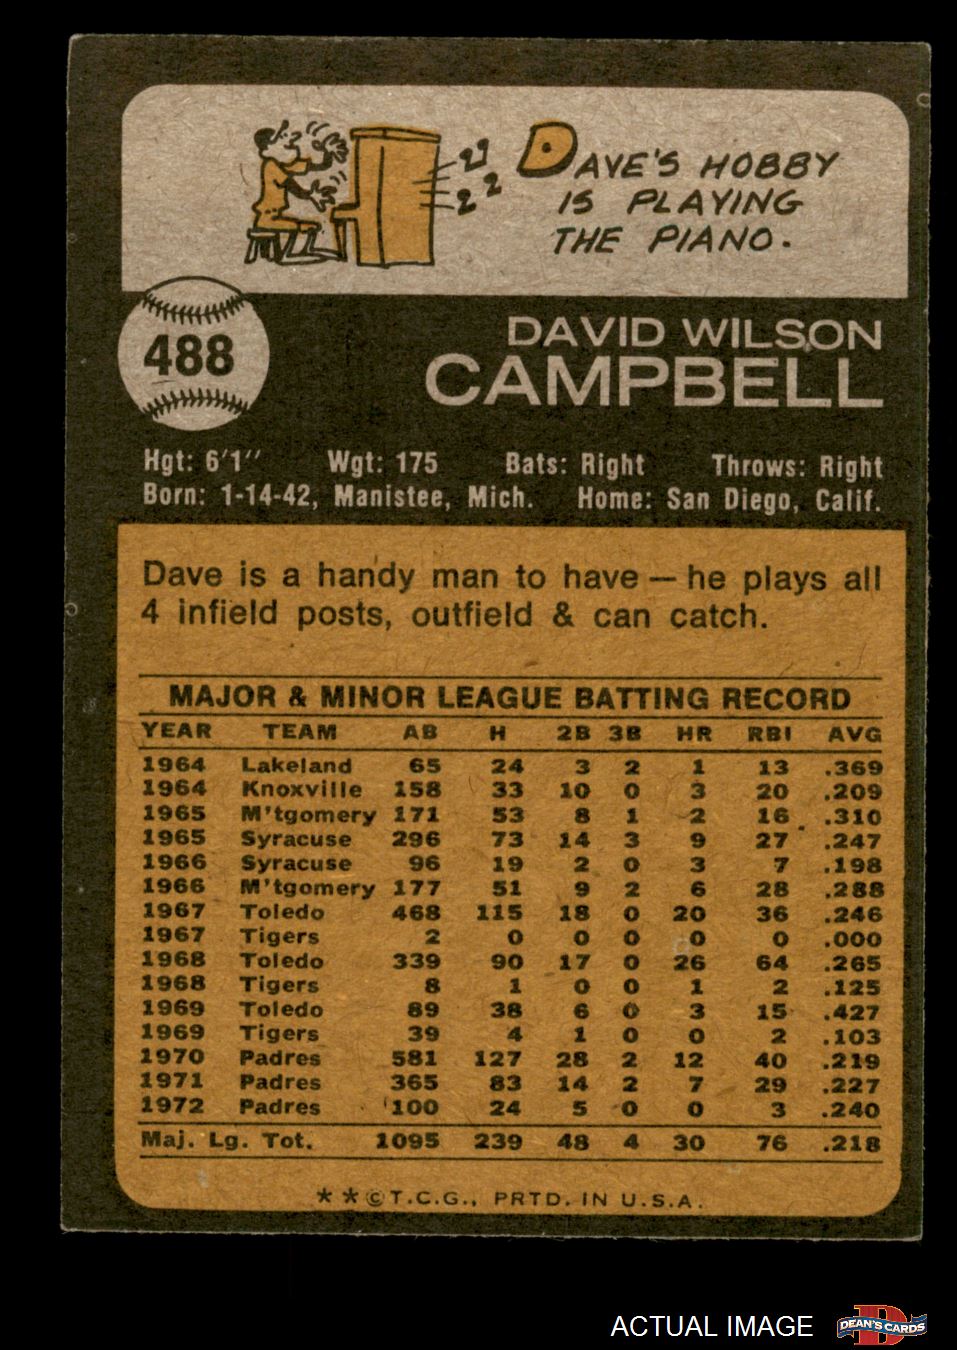 DAVE'S HOBBY
IS PLAYING
THE PIANO.
488
DAVID WILSON
CAMPBELL
Hgt: 6'1" Wgt: 175 Bats: Right Throws: Right
Born: 1-14-42, Manistee, Mich. Home: San Diego, Calif.
Dave is a handy man to have — he plays all
4 infield posts, outfield & can catch.
MAJOR & MINOR LEAGUE BATTING RECORD
YEAR TEAM AB H 2B 3B HR RBI AVG
1964 Lakeland 65 24 3 2 1 13 .369
1964 Knoxville 158 33 10 0 3 20 .209
1965 M'tgomery 171 53 8 1 2 16 .310
1965 Syracuse 296 73 14 3 9 27 .247
1966 Syracuse 96 19 2 0 3 7 .198
1966 M'tgomery 177 51 9 2 6 28 .288
1967 Toledo 468 115 18 0 20 36 .246
1967 Tigers 2 0 0 0 0 0 .000
1968 Toledo 339 90 17 0 26 64 .265
1968 Tigers 8 1 0 0 1 2 .125
1969 Toledo 89 38 6 0 3 15 .427
1969 Tigers 39 4 1 0 0 2 .103
1970 Padres 581 127 28 2 12 40 .219
1971 Padres 365 83 14 2 7 29 .227
1972 Padres 100 24 5 0 0 3 .240
Maj. Lg. Tot. 1095 239 48 4 30 76 .218
**©T.C.G., PRTD. IN U.S.A.
ACTUAL IMAGE
D
DEAN'S CARDS